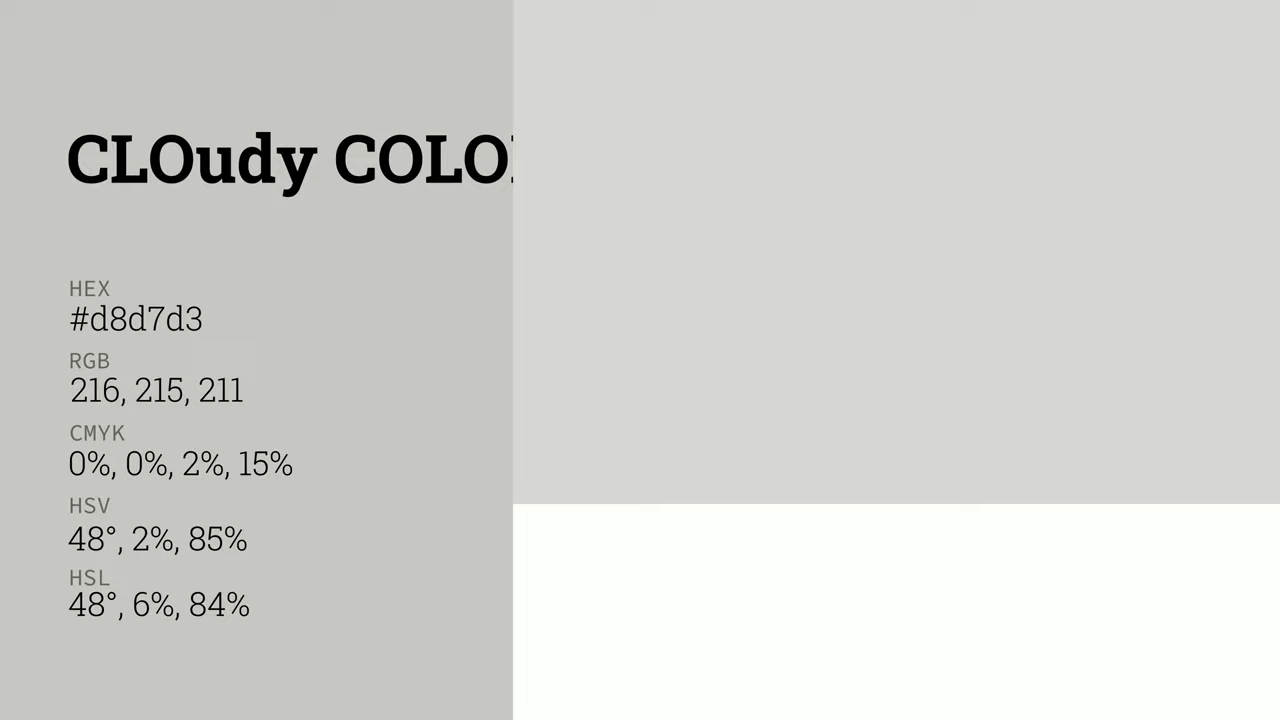 CLOudy COLO
HEX
#d8d7d3
RGB
216, 215, 211
CMYK
0%, 0%, 2%, 15%
HSV
48°, 2%, 85%
HSL
48°, 6%, 84%